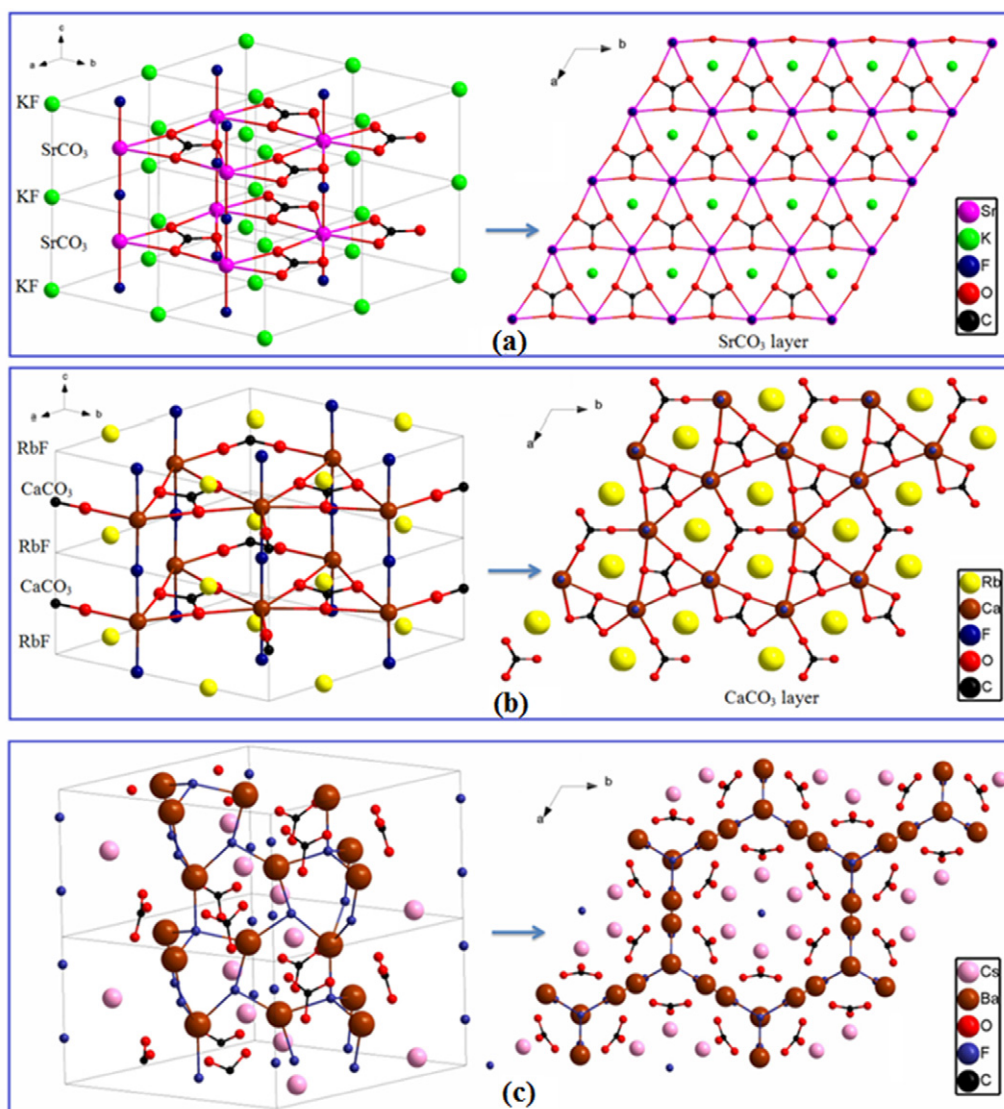 c
a
b
KF
SrCO₃
KF
SrCO₃
KF
b
a
Sr
K
F
O
C
(a)
SrCO₃ layer
c
a
b
RbF
CaCO₃
RbF
CaCO₃
RbF
b
a
Rb
Ca
F
O
C
(b)
CaCO₃ layer
b
a
Cs
Ba
O
F
C
(c)